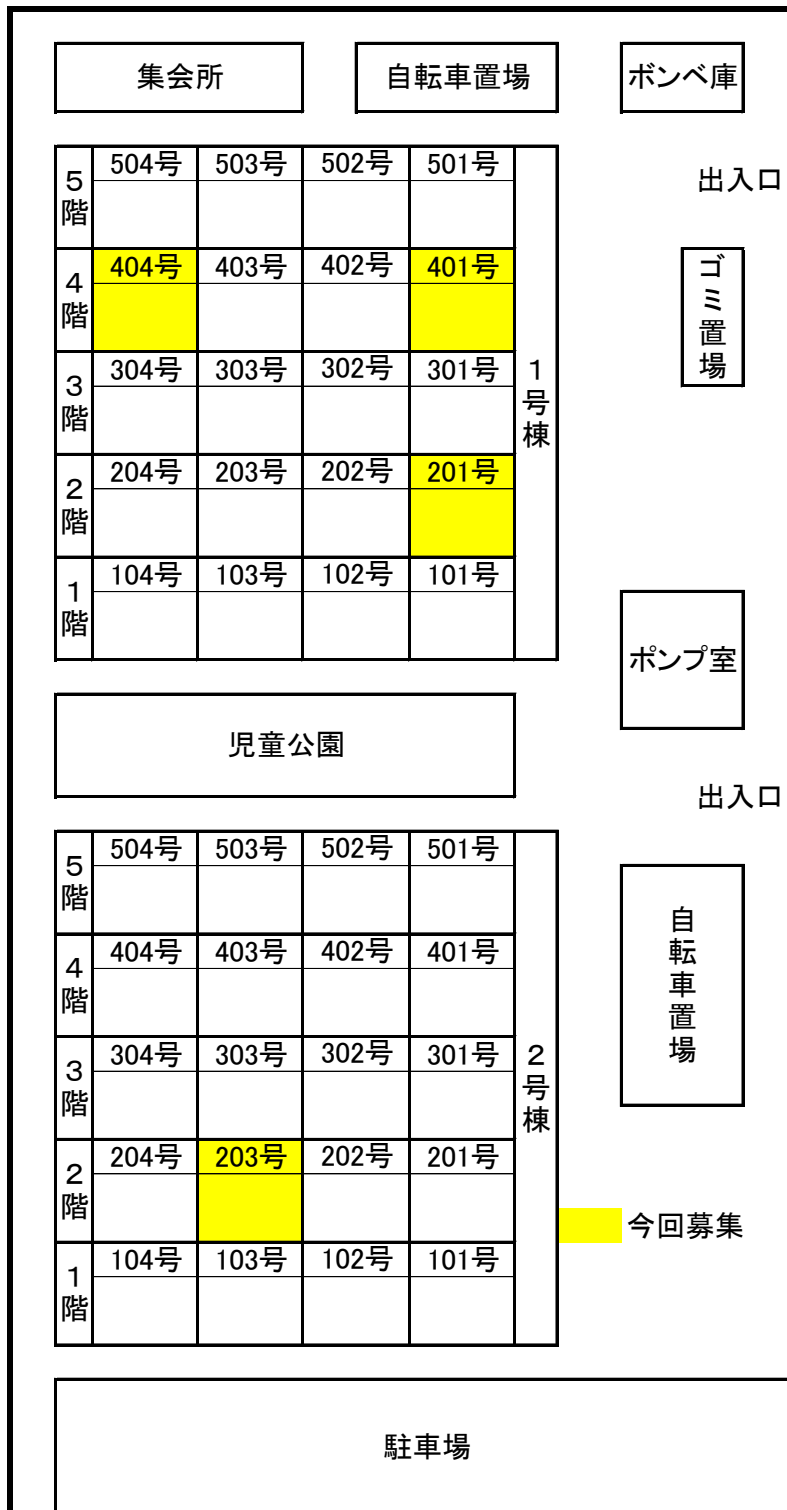 集会所 自転車置場 ボンベ庫
出入口
5階 504号 503号 502号 501号
4階 404号 403号 402号 401号
ゴミ置場
3階 304号 303号 302号 301号
1号棟
2階 204号 203号 202号 201号
1階 104号 103号 102号 101号
ポンプ室
児童公園
出入口
5階 504号 503号 502号 501号
自転車置場
4階 404号 403号 402号 401号
3階 304号 303号 302号 301号
2号棟
2階 204号 203号 202号 201号
今回募集
1階 104号 103号 102号 101号
駐車場